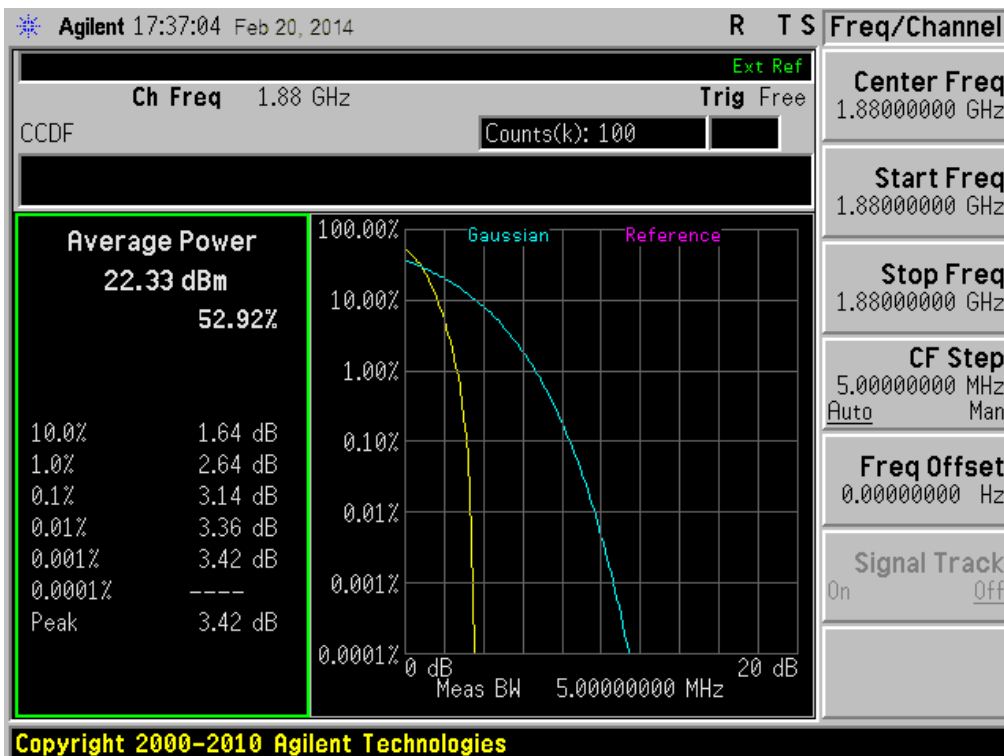 Agilent 17:37:04 Feb 20, 2014 R T S
Ext Ref
Ch Freq 1.88 GHz Trig Free
CCDF Counts(k): 100
Average Power
22.33 dBm
52.92%
10.0% 1.64 dB
1.0% 2.64 dB
0.1% 3.14 dB
0.01% 3.36 dB
0.001% 3.42 dB
0.0001% ----
Peak 3.42 dB
Gaussian Reference
100.00%
10.00%
1.00%
0.10%
0.01%
0.001%
0.0001%
0 dB 20 dB
Meas BW 5.00000000 MHz
Freq/Channel
Center Freq
1.88000000 GHz
Start Freq
1.88000000 GHz
Stop Freq
1.88000000 GHz
CF Step
5.00000000 MHz
Auto Man
Freq Offset
0.00000000 Hz
Signal Track
On Off
Copyright 2000-2010 Agilent Technologies